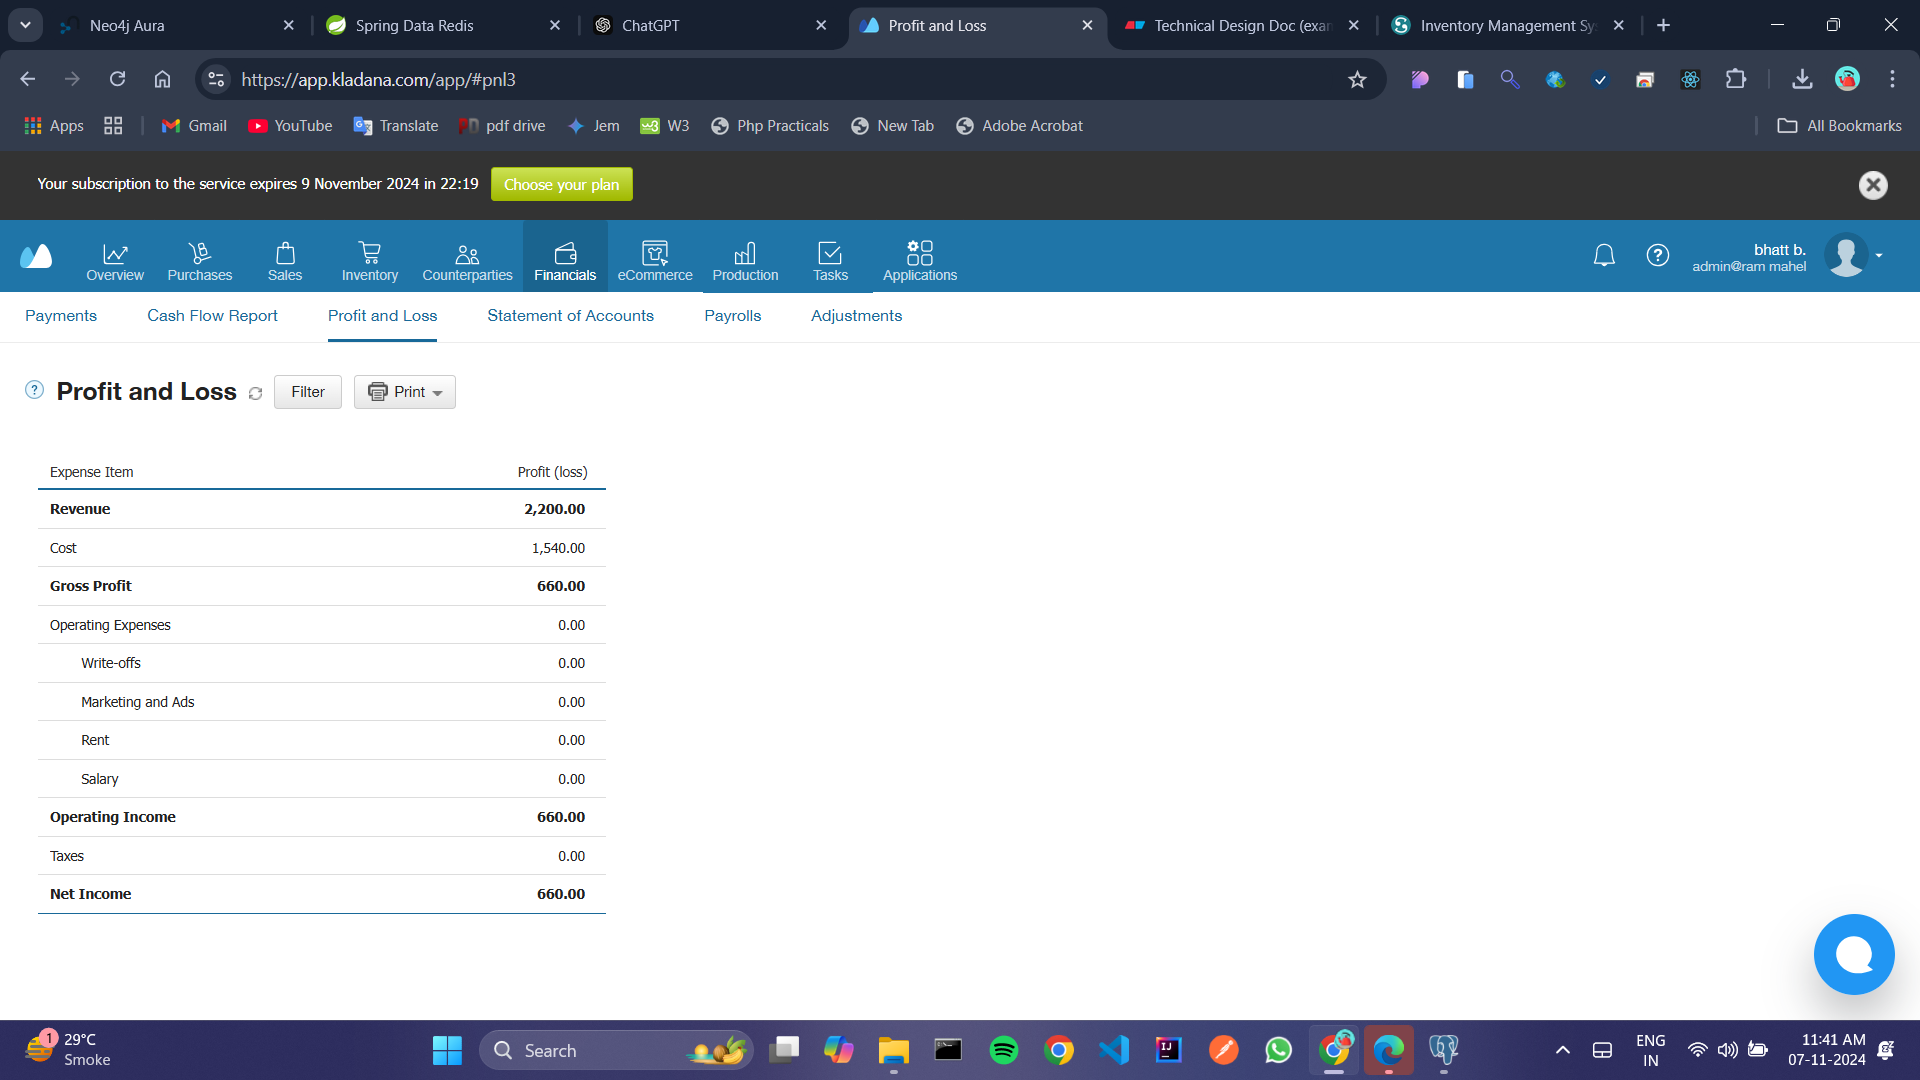 Neo4j Aura
Spring Data Redis
ChatGPT
Profit and Loss
Technical Design Doc (exam
Inventory Management Sy
https://app.kladana.com/app/#pnl3
Apps
Gmail
YouTube
Translate
pdf drive
Jem
W3
Php Practicals
New Tab
Adobe Acrobat
All Bookmarks
Your subscription to the service expires 9 November 2024 in 22:19 Choose your plan
Overview
Purchases
Sales
Inventory
Counterparties
Financials
eCommerce
Production
Tasks
Applications
bhatt b.
admin@ram mahel
Payments Cash Flow Report Profit and Loss Statement of Accounts Payrolls Adjustments
? Profit and Loss Filter Print
Expense Item Profit (loss)
Revenue 2,200.00
Cost 1,540.00
Gross Profit 660.00
Operating Expenses 0.00
Write-offs 0.00
Marketing and Ads 0.00
Rent 0.00
Salary 0.00
Operating Income 660.00
Taxes 0.00
Net Income 660.00
1
29°C
Smoke
Search
ENG
IN
11:41 AM
07-11-2024